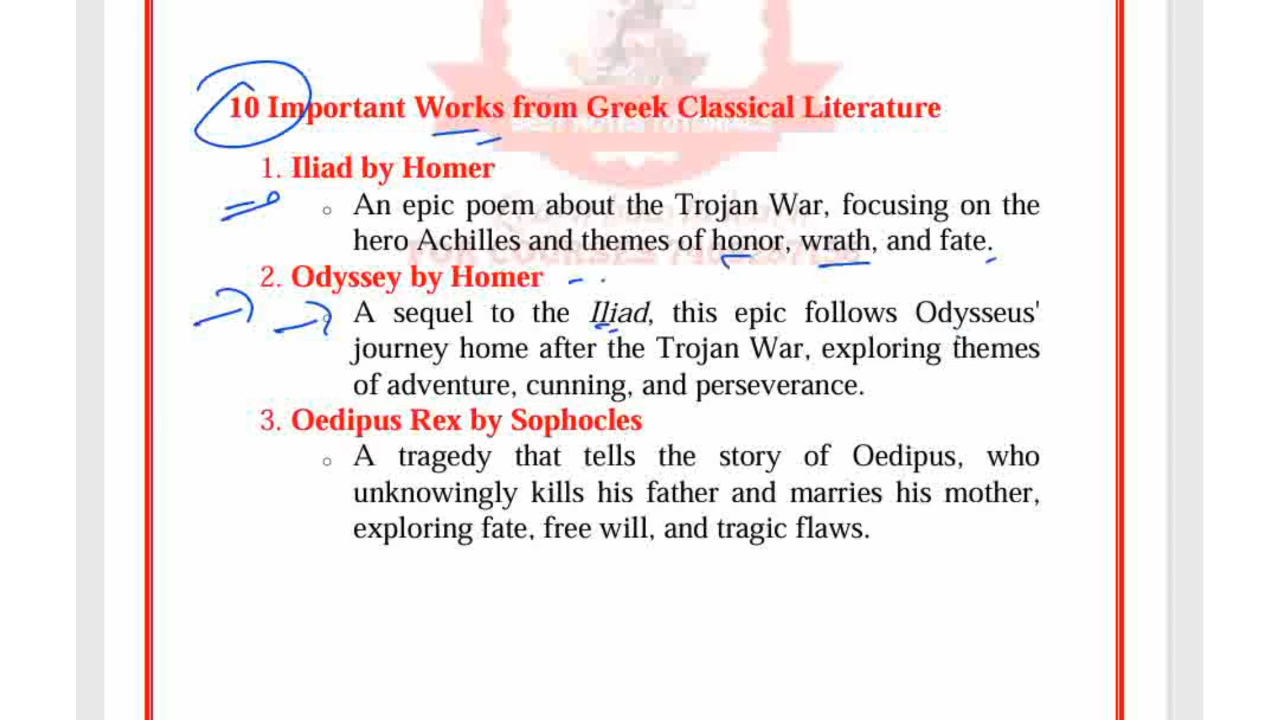 10 Important Works from Greek Classical Literature
1. Iliad by Homer
○ An epic poem about the Trojan War, focusing on the
hero Achilles and themes of honor, wrath, and fate.
2. Odyssey by Homer
○ A sequel to the Iliad, this epic follows Odysseus'
journey home after the Trojan War, exploring themes
of adventure, cunning, and perseverance.
3. Oedipus Rex by Sophocles
○ A tragedy that tells the story of Oedipus, who
unknowingly kills his father and marries his mother,
exploring fate, free will, and tragic flaws.